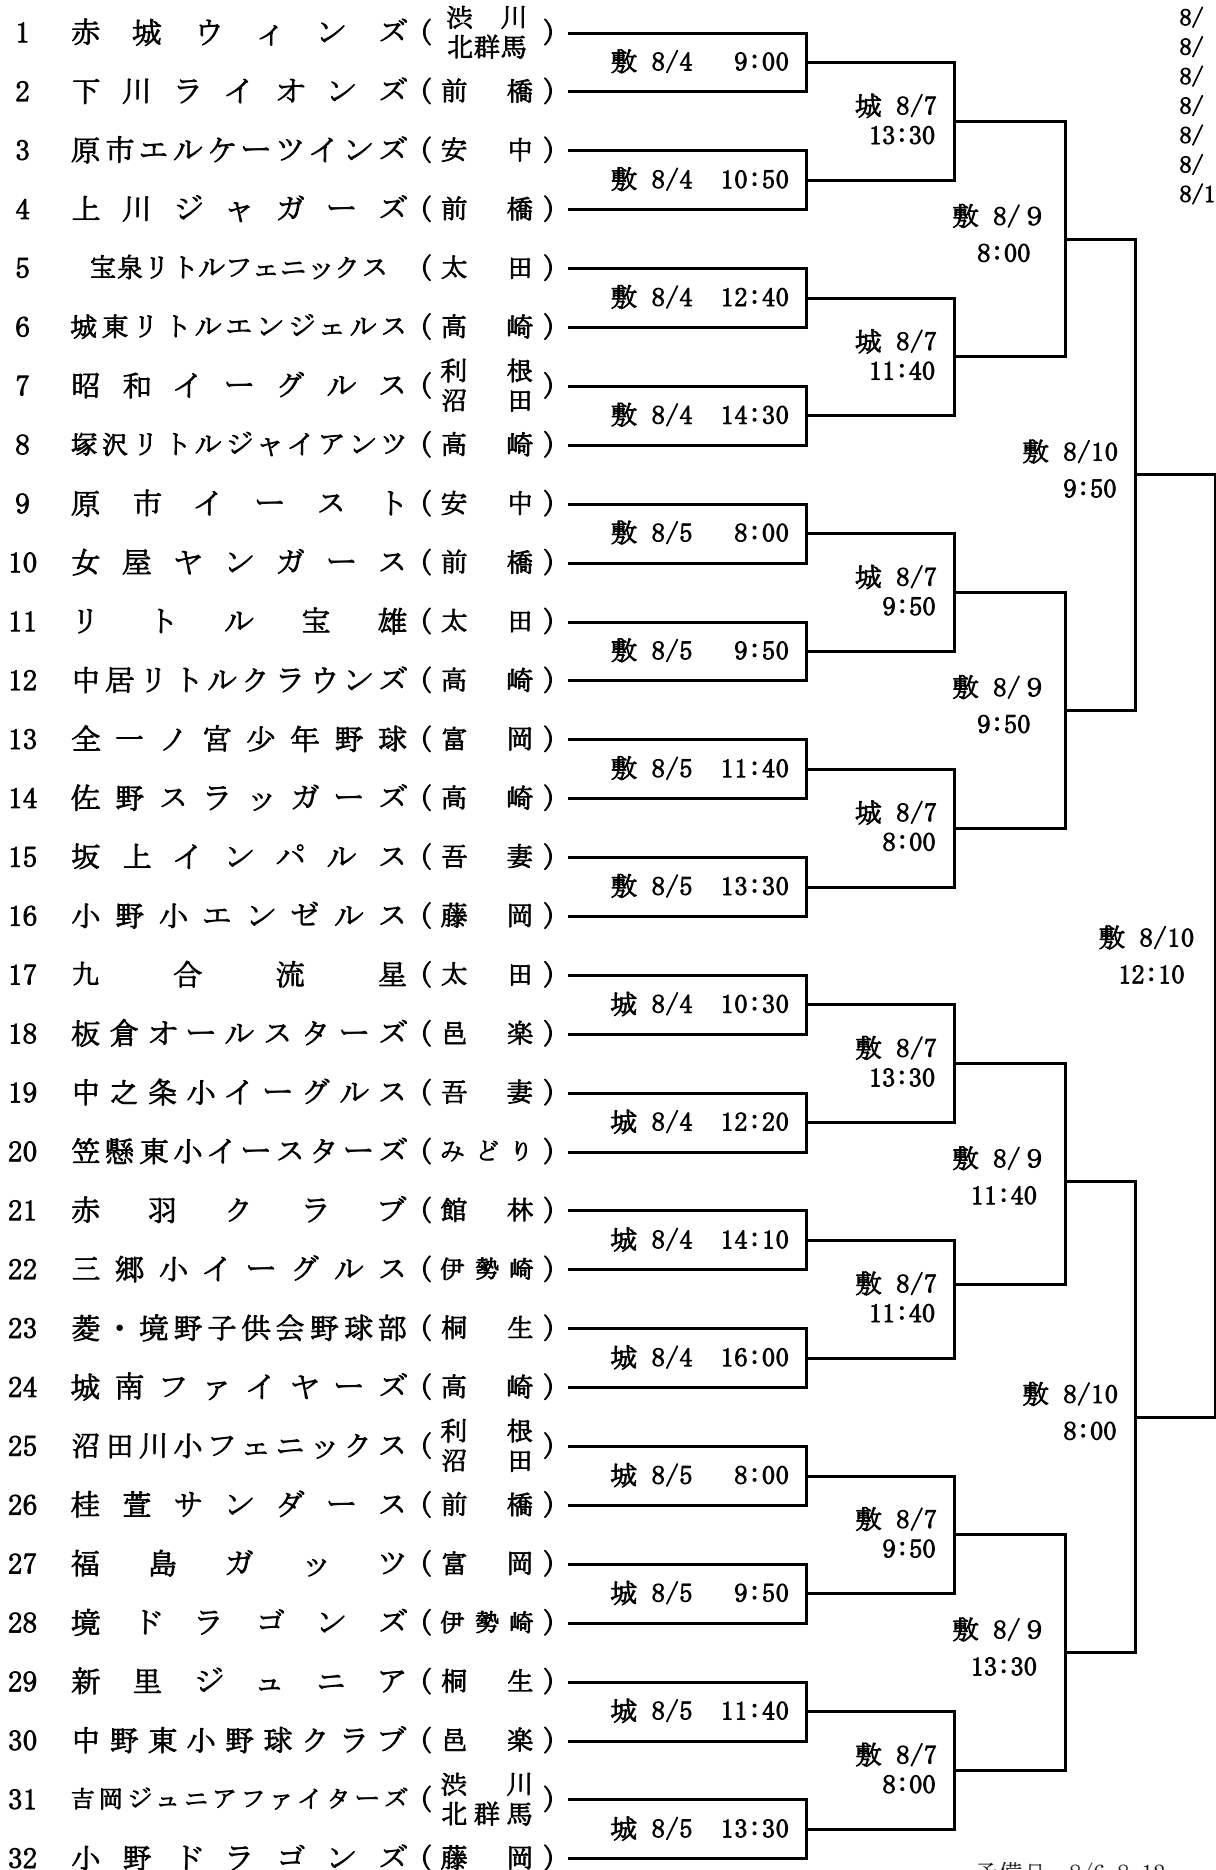 1 赤城ウィンズ(渋川北群馬)
敷 8/4 9:00
2 下川ライオンズ(前橋)
城 8/7 13:30
3 原市エルケーツインズ(安中)
敷 8/4 10:50
4 上川ジャガーズ(前橋)
敷 8/9 8:00
5 宝泉リトルフェニックス(太田)
敷 8/4 12:40
6 城東リトルエンジェルス(高崎)
城 8/7 11:40
7 昭和イーグルス(利根沼田)
敷 8/4 14:30
8 塚沢リトルジャイアンツ(高崎)
敷 8/10 9:50
9 原市イースト(安中)
敷 8/5 8:00
10 女屋ヤンガース(前橋)
城 8/7 9:50
11 リトル宝雄(太田)
敷 8/5 9:50
12 中居リトルクラウンズ(高崎)
敷 8/9 9:50
13 全一ノ宮少年野球(富岡)
敷 8/5 11:40
14 佐野スラッガーズ(高崎)
城 8/7 8:00
15 坂上インパルス(吾妻)
敷 8/5 13:30
16 小野小エンゼルス(藤岡)
敷 8/10 12:10
17 九合流星(太田)
城 8/4 10:30
18 板倉オールスターズ(邑楽)
敷 8/7 13:30
19 中之条小イーグルス(吾妻)
城 8/4 12:20
20 笠懸東小イースターズ(みどり)
敷 8/9 11:40
21 赤羽クラブ(館林)
城 8/4 14:10
22 三郷小イーグルス(伊勢崎)
敷 8/7 11:40
23 菱・境野子供会野球部(桐生)
城 8/4 16:00
24 城南ファイヤーズ(高崎)
敷 8/10 8:00
25 沼田川小フェニックス(利根沼田)
城 8/5 8:00
26 桂萱サンダース(前橋)
敷 8/7 9:50
27 福島ガッツ(富岡)
城 8/5 9:50
28 境ドラゴンズ(伊勢崎)
敷 8/9 13:30
29 新里ジュニア(桐生)
城 8/5 11:40
30 中野東小野球クラブ(邑楽)
敷 8/7 8:00
31 吉岡ジュニアファイターズ(渋川北群馬)
城 8/5 13:30
32 小野ドラゴンズ(藤岡)
8/
8/
8/
8/
8/
8/
8/1